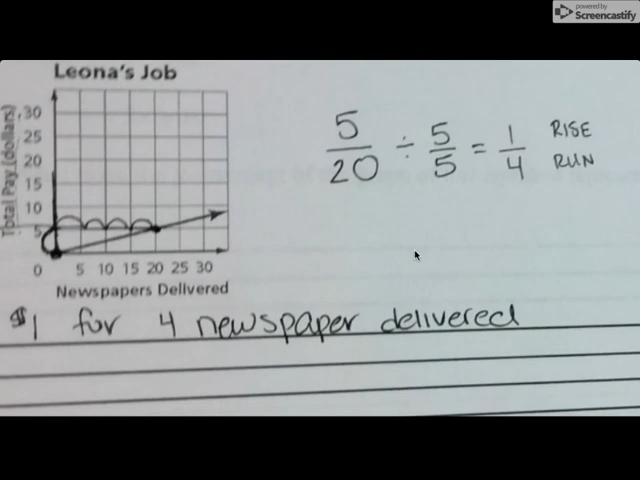 powered by
Screencastify
Leona's Job
Total Pay (dollars)
30
25
20
15
10
5
0 5 10 15 20 25 30
Newspapers Delivered
5/20 ÷ 5/5 = 1/4 RISE
RUN
$1 for 4 newspaper delivered